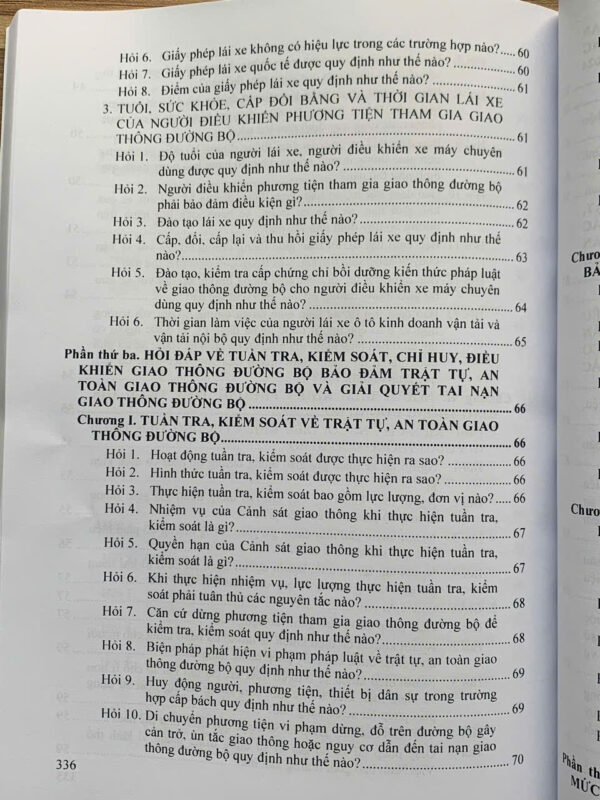 Hỏi 6. Giấy phép lái xe không có hiệu lực trong các trường hợp nào?.....60
Hỏi 7. Giấy phép lái xe quốc tế được quy định như thế nào?................60
Hỏi 8. Điểm của giấy phép lái xe quy định như thế nào?......................61
3. TUỔI, SỨC KHỎE, CẤP ĐỔI BẰNG VÀ THỜI GIAN LÁI XE
CỦA NGƯỜI ĐIỀU KHIỂN PHƯƠNG TIỆN THAM GIA GIAO
THÔNG ĐƯỜNG BỘ..........................................................61
Hỏi 1. Độ tuổi của người lái xe, người điều khiển xe máy chuyên
dùng được quy định như thế nào?..........................................61
Hỏi 2. Người điều khiển phương tiện tham gia giao thông đường bộ
phải bảo đảm điều kiện gì?..................................................62
Hỏi 3. Đào tạo lái xe quy định như thế nào?......................................62
Hỏi 4. Cấp, đổi, cấp lại và thu hồi giấy phép lái xe quy định như thế
nào?...................................................................................63
Hỏi 5. Đào tạo, kiểm tra cấp chứng chỉ bồi dưỡng kiến thức pháp luật
về giao thông đường bộ cho người điều khiển xe máy chuyên
dùng quy định như thế nào?................................................64
Hỏi 6. Thời gian làm việc của người lái xe ô tô kinh doanh vận tải và
vận tải nội bộ quy định như thế nào?....................................65
Phần thứ ba. HỎI ĐÁP VỀ TUẦN TRA, KIỂM SOÁT, CHỈ HUY, ĐIỀU
KHIỂN GIAO THÔNG ĐƯỜNG BỘ BẢO ĐẢM TRẬT TỰ, AN
TOÀN GIAO THÔNG ĐƯỜNG BỘ VÀ GIẢI QUYẾT TAI NẠN
GIAO THÔNG ĐƯỜNG BỘ..................................................66
Chương I. TUẦN TRA, KIỂM SOÁT VỀ TRẬT TỰ, AN TOÀN GIAO
THÔNG ĐƯỜNG BỘ..........................................................66
Hỏi 1. Hoạt động tuần tra, kiểm soát được thực hiện ra sao?..............66
Hỏi 2. Hình thức tuần tra, kiểm soát được thực hiện ra sao?..............66
Hỏi 3. Thực hiện tuần tra, kiểm soát bao gồm lực lượng, đơn vị nào?....66
Hỏi 4. Nhiệm vụ của Cảnh sát giao thông khi thực hiện tuần tra,
kiểm soát là gì?..................................................................67
Hỏi 5. Quyền hạn của Cảnh sát giao thông khi thực hiện tuần tra,
kiểm soát là gì?..................................................................67
Hỏi 6. Khi thực hiện nhiệm vụ, lực lượng thực hiện tuần tra, kiểm
soát phải tuân thủ các nguyên tắc nào?................................68
Hỏi 7. Căn cứ dừng phương tiện tham gia giao thông đường bộ để
kiểm tra, kiểm soát quy định như thế nào?............................68
Hỏi 8. Biện pháp phát hiện vi phạm pháp luật về trật tự, an toàn giao
thông đường bộ quy định như thế nào?................................69
Hỏi 9. Huy động người, phương tiện, thiết bị dân sự trong trường
hợp cấp bách quy định như thế nào?....................................69
Hỏi 10. Di chuyển phương tiện vi phạm dừng, đỗ trên đường bộ gây
cản trở, ùn tắc giao thông hoặc nguy cơ dẫn đến tai nạn giao
thông đường bộ quy định như thế nào?................................70
336
Chươ
BẢ
Chươ
Phần th
MỨC